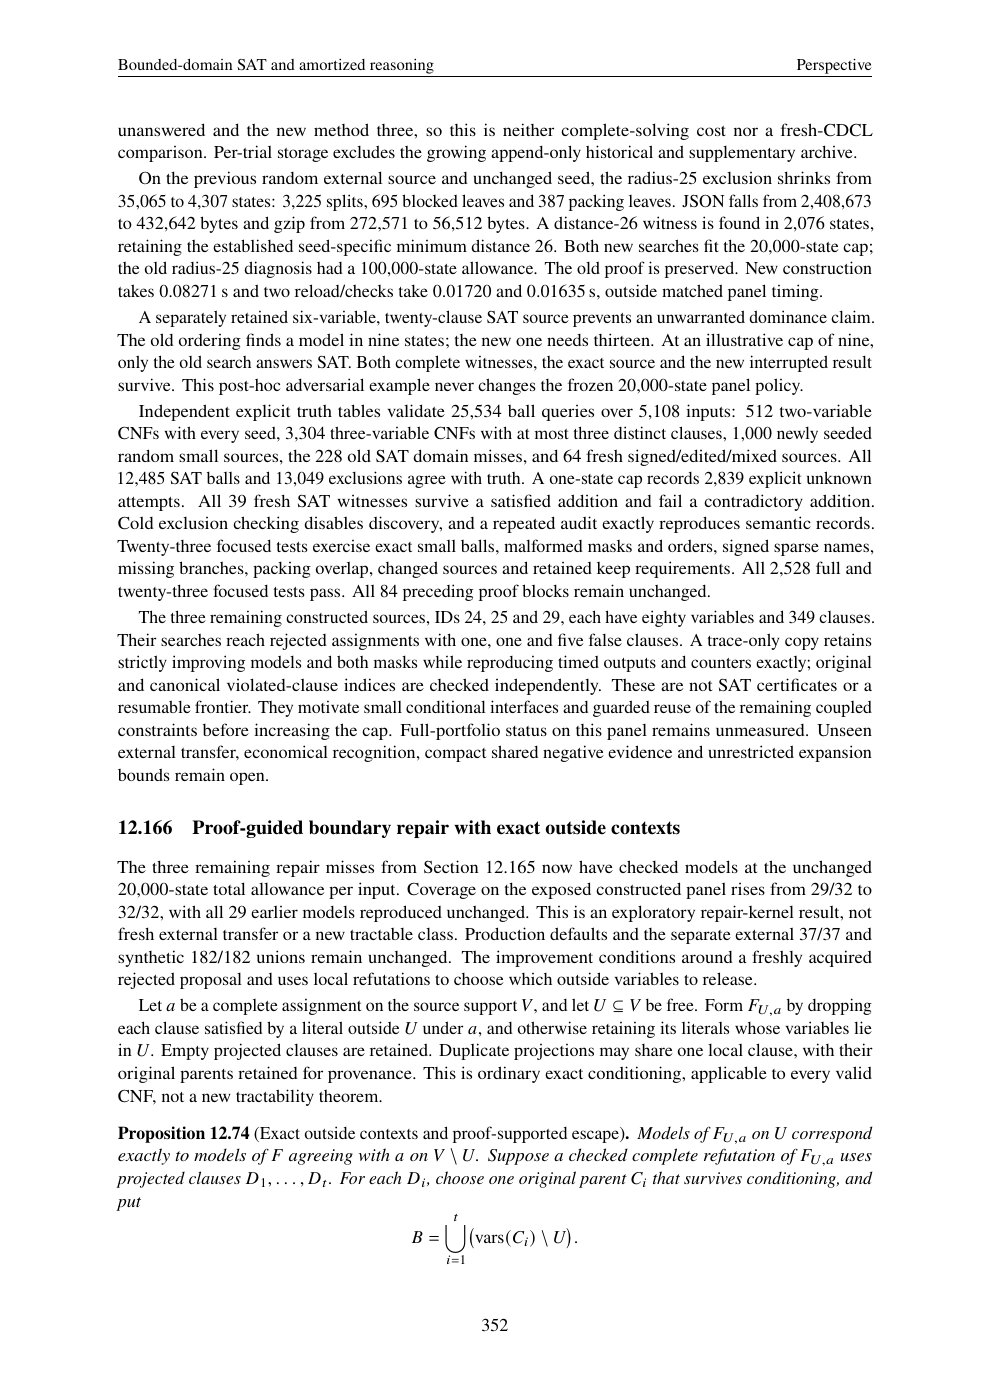 Bounded-domain SAT and amortized reasoning Perspective
unanswered and the new method three, so this is neither complete-solving cost nor a fresh-CDCL
comparison. Per-trial storage excludes the growing append-only historical and supplementary archive.
On the previous random external source and unchanged seed, the radius-25 exclusion shrinks from
35,065 to 4,307 states: 3,225 splits, 695 blocked leaves and 387 packing leaves. JSON falls from 2,408,673
to 432,642 bytes and gzip from 272,571 to 56,512 bytes. A distance-26 witness is found in 2,076 states,
retaining the established seed-specific minimum distance 26. Both new searches fit the 20,000-state cap;
the old radius-25 diagnosis had a 100,000-state allowance. The old proof is preserved. New construction
takes 0.08271 s and two reload/checks take 0.01720 and 0.01635 s, outside matched panel timing.
A separately retained six-variable, twenty-clause SAT source prevents an unwarranted dominance claim.
The old ordering finds a model in nine states; the new one needs thirteen. At an illustrative cap of nine,
only the old search answers SAT. Both complete witnesses, the exact source and the new interrupted result
survive. This post-hoc adversarial example never changes the frozen 20,000-state panel policy.
Independent explicit truth tables validate 25,534 ball queries over 5,108 inputs: 512 two-variable
CNFs with every seed, 3,304 three-variable CNFs with at most three distinct clauses, 1,000 newly seeded
random small sources, the 228 old SAT domain misses, and 64 fresh signed/edited/mixed sources. All
12,485 SAT balls and 13,049 exclusions agree with truth. A one-state cap records 2,839 explicit unknown
attempts. All 39 fresh SAT witnesses survive a satisfied addition and fail a contradictory addition.
Cold exclusion checking disables discovery, and a repeated audit exactly reproduces semantic records.
Twenty-three focused tests exercise exact small balls, malformed masks and orders, signed sparse names,
missing branches, packing overlap, changed sources and retained keep requirements. All 2,528 full and
twenty-three focused tests pass. All 84 preceding proof blocks remain unchanged.
The three remaining constructed sources, IDs 24, 25 and 29, each have eighty variables and 349 clauses.
Their searches reach rejected assignments with one, one and five false clauses. A trace-only copy retains
strictly improving models and both masks while reproducing timed outputs and counters exactly; original
and canonical violated-clause indices are checked independently. These are not SAT certificates or a
resumable frontier. They motivate small conditional interfaces and guarded reuse of the remaining coupled
constraints before increasing the cap. Full-portfolio status on this panel remains unmeasured. Unseen
external transfer, economical recognition, compact shared negative evidence and unrestricted expansion
bounds remain open.
12.166 Proof-guided boundary repair with exact outside contexts
The three remaining repair misses from Section 12.165 now have checked models at the unchanged
20,000-state total allowance per input. Coverage on the exposed constructed panel rises from 29/32 to
32/32, with all 29 earlier models reproduced unchanged. This is an exploratory repair-kernel result, not
fresh external transfer or a new tractable class. Production defaults and the separate external 37/37 and
synthetic 182/182 unions remain unchanged. The improvement conditions around a freshly acquired
rejected proposal and uses local refutations to choose which outside variables to release.
Let a be a complete assignment on the source support V, and let U ⊆ V be free. Form F_{U,a} by dropping
each clause satisfied by a literal outside U under a, and otherwise retaining its literals whose variables lie
in U. Empty projected clauses are retained. Duplicate projections may share one local clause, with their
original parents retained for provenance. This is ordinary exact conditioning, applicable to every valid
CNF, not a new tractability theorem.
Proposition 12.74 (Exact outside contexts and proof-supported escape). Models of F_{U,a} on U correspond
exactly to models of F agreeing with a on V \ U. Suppose a checked complete refutation of F_{U,a} uses
projected clauses D_1, . . . , D_t. For each D_i, choose one original parent C_i that survives conditioning, and
put
B = ⋃_{i=1}^{t} (vars(C_i) \ U).
352